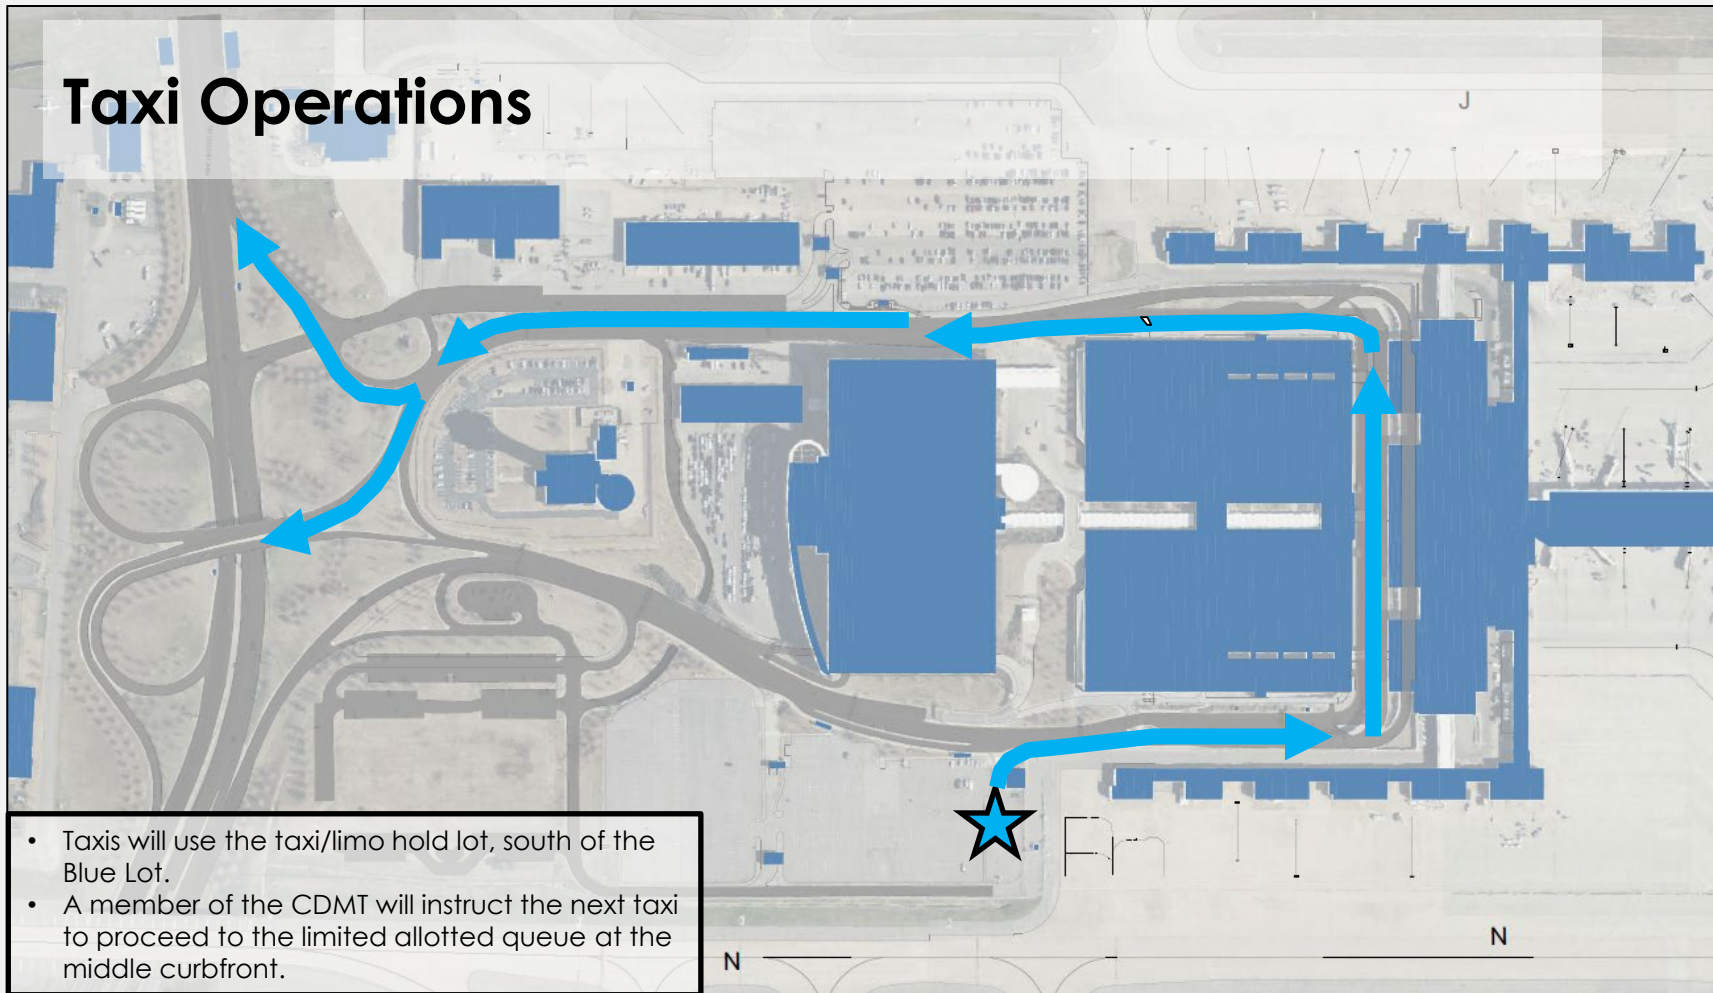 Taxi Operations
J
• Taxis will use the taxi/limo hold lot, south of the
Blue Lot.
• A member of the CDMT will instruct the next taxi
to proceed to the limited allotted queue at the
middle curbfront.
N
N